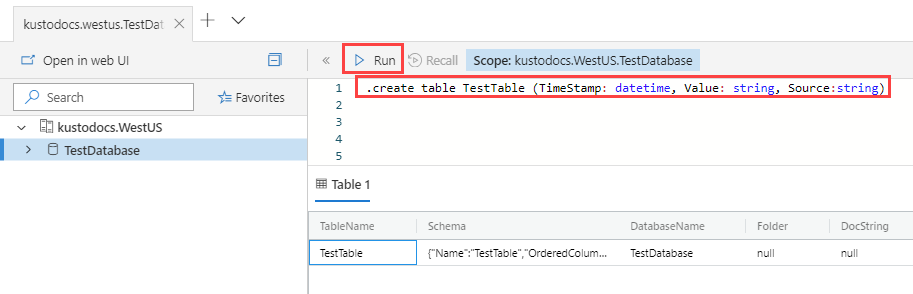 kustodocs.westus.TestDat
Open in web UI
Run
Recall
Scope: kustodocs.WestUS.TestDatabase
Search
Favorites
kustodocs.WestUS
TestDatabase
1 .create table TestTable (TimeStamp: datetime, Value: string, Source:string)
2
3
4
5
Table 1
TableName Schema DatabaseName Folder DocString
TestTable {"Name":"TestTable","OrderedColum... TestDatabase null null